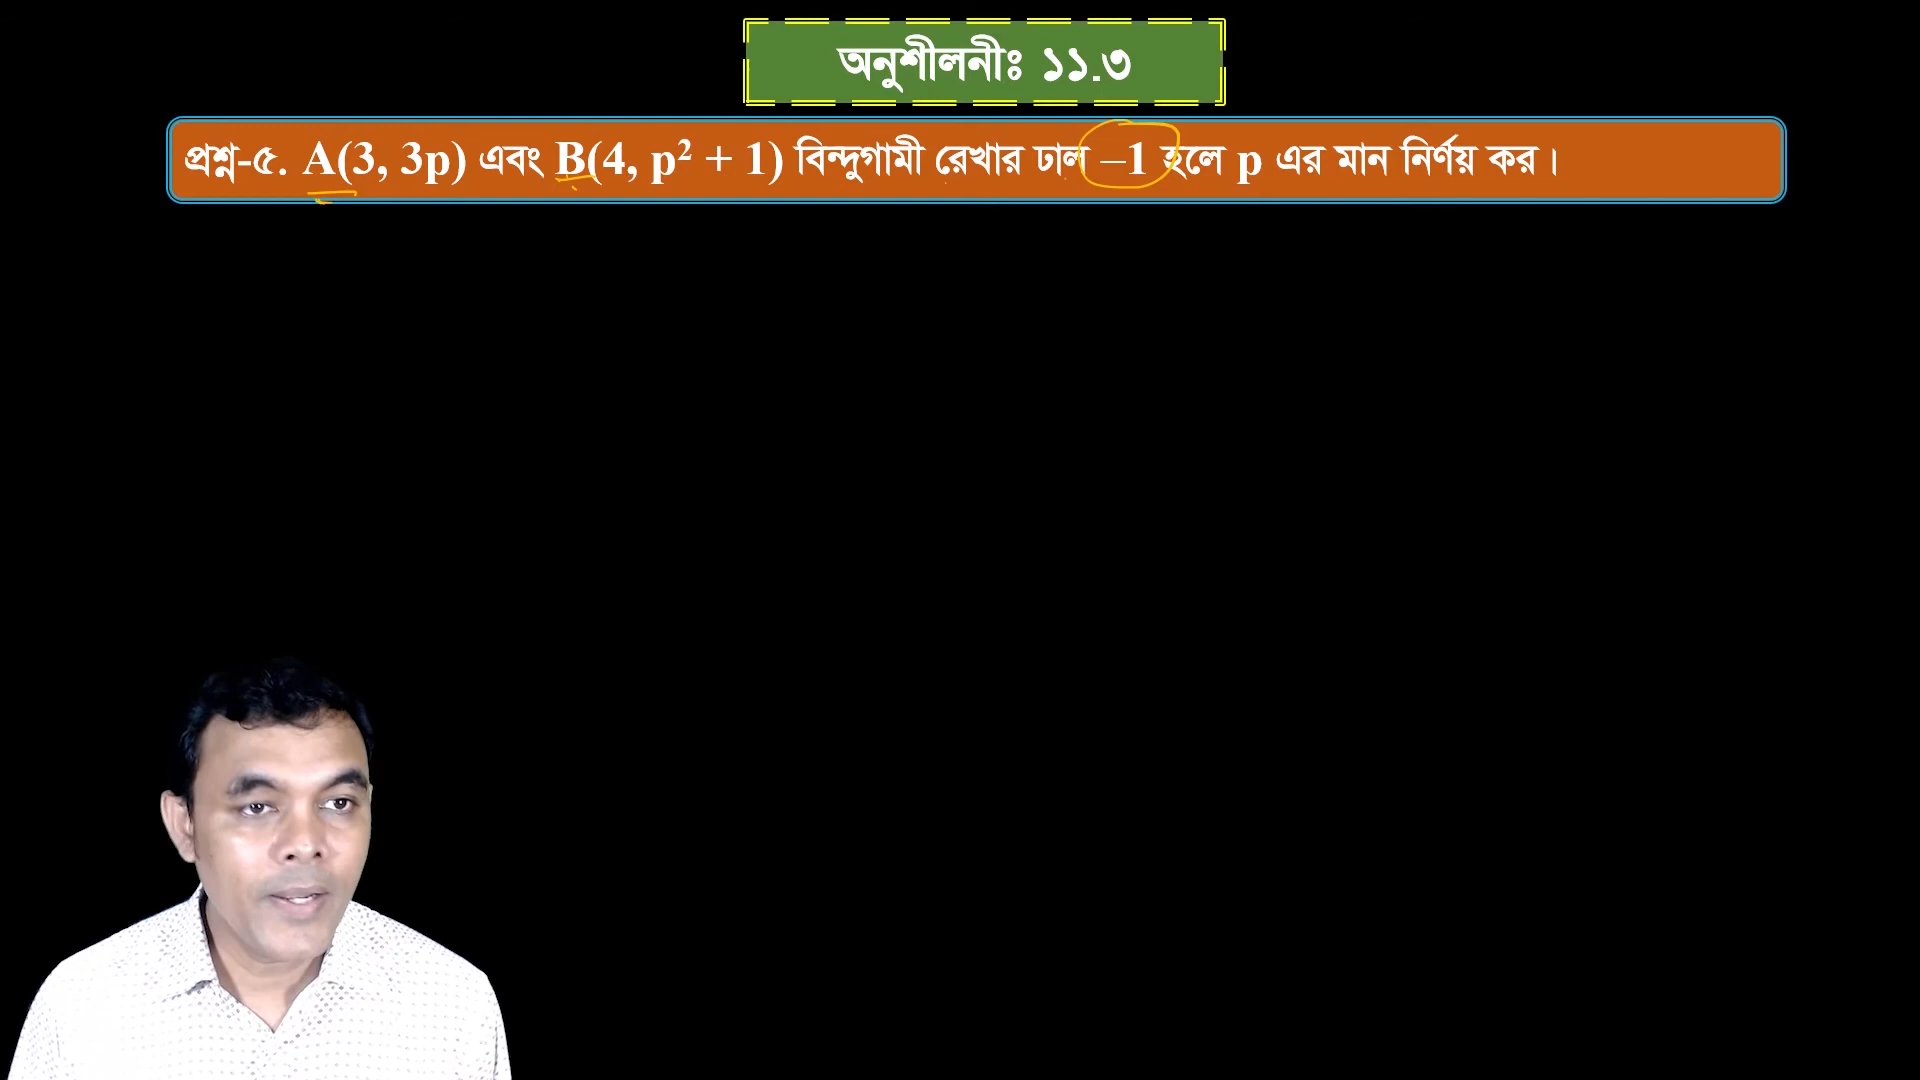 অনুশীলনীঃ ১১.৩
প্রশ্ন-৫. A(3, 3p) এবং B(4, p² + 1) বিন্দুগামী রেখার ঢাল –1 হলে p এর মান নির্ণয় কর।